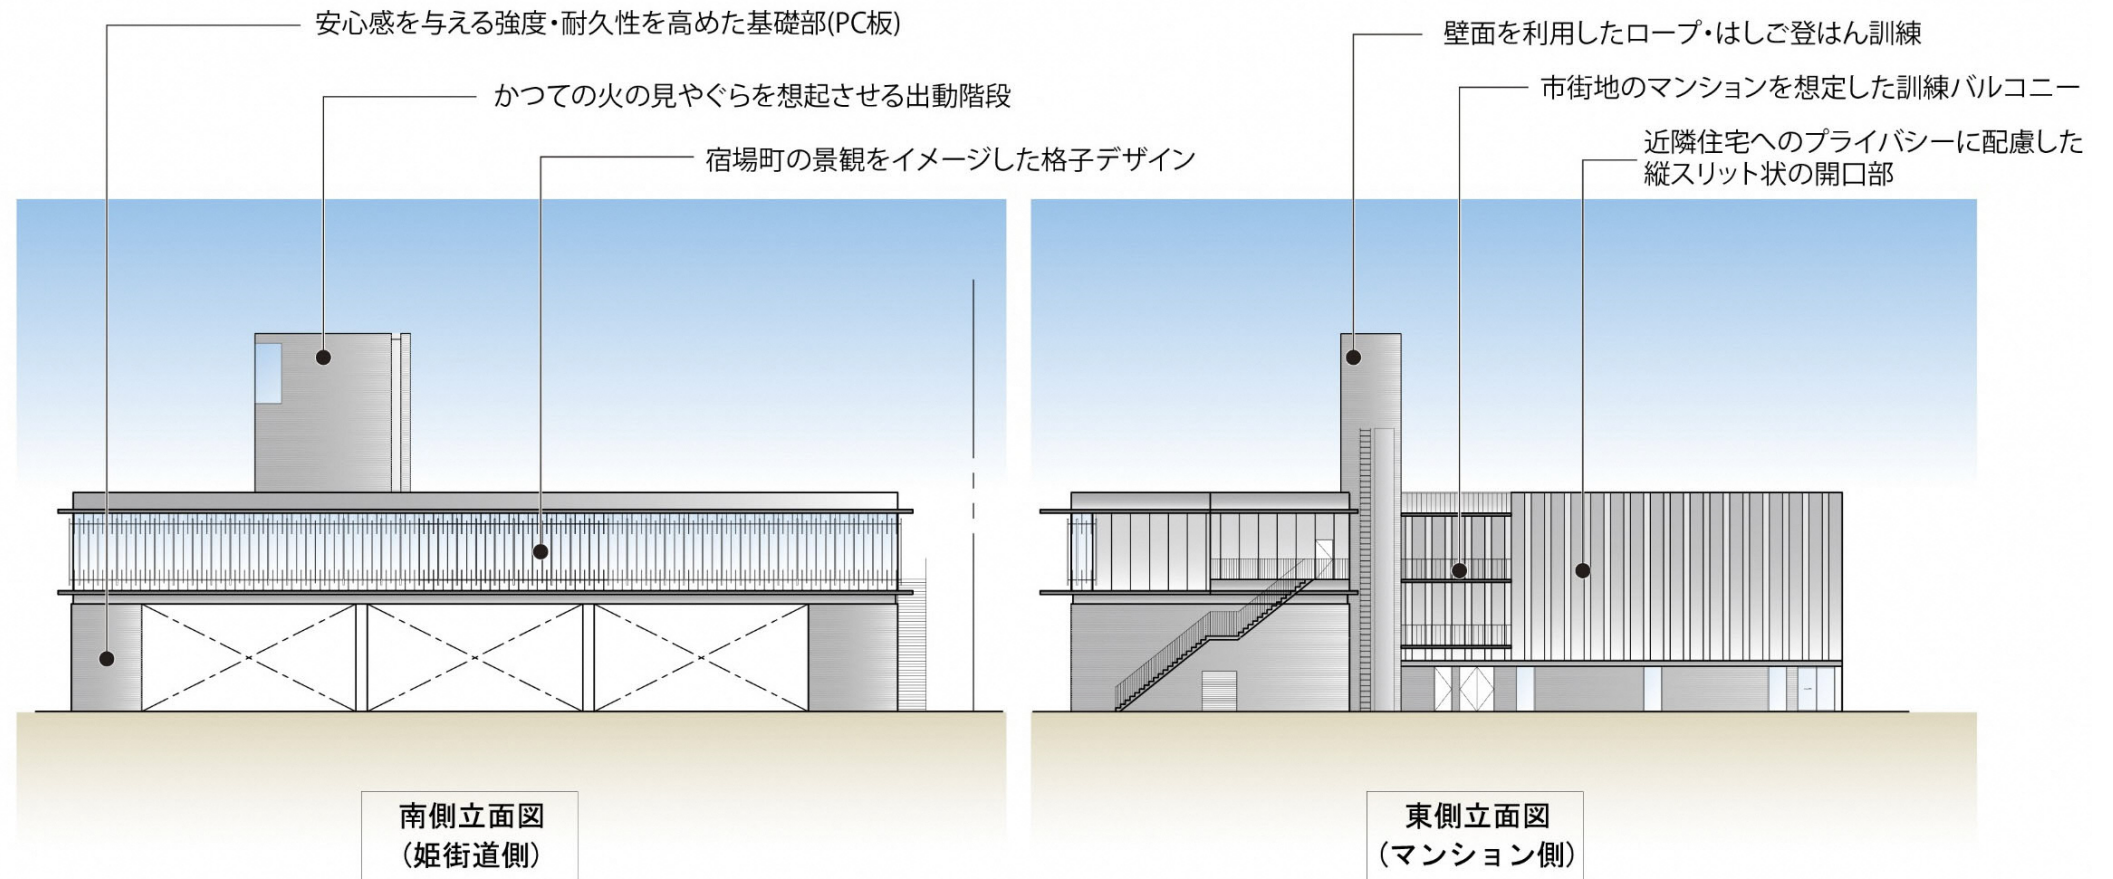 安心感を与える強度・耐久性を高めた基礎部(PC板)
かつての火の見やぐらを想起させる出動階段
宿場町の景観をイメージした格子デザイン
壁面を利用したロープ・はしご登はん訓練
市街地のマンションを想定した訓練バルコニー
近隣住宅へのプライバシーに配慮した
縦スリット状の開口部
南側立面図
（姫街道側）
東側立面図
（マンション側）